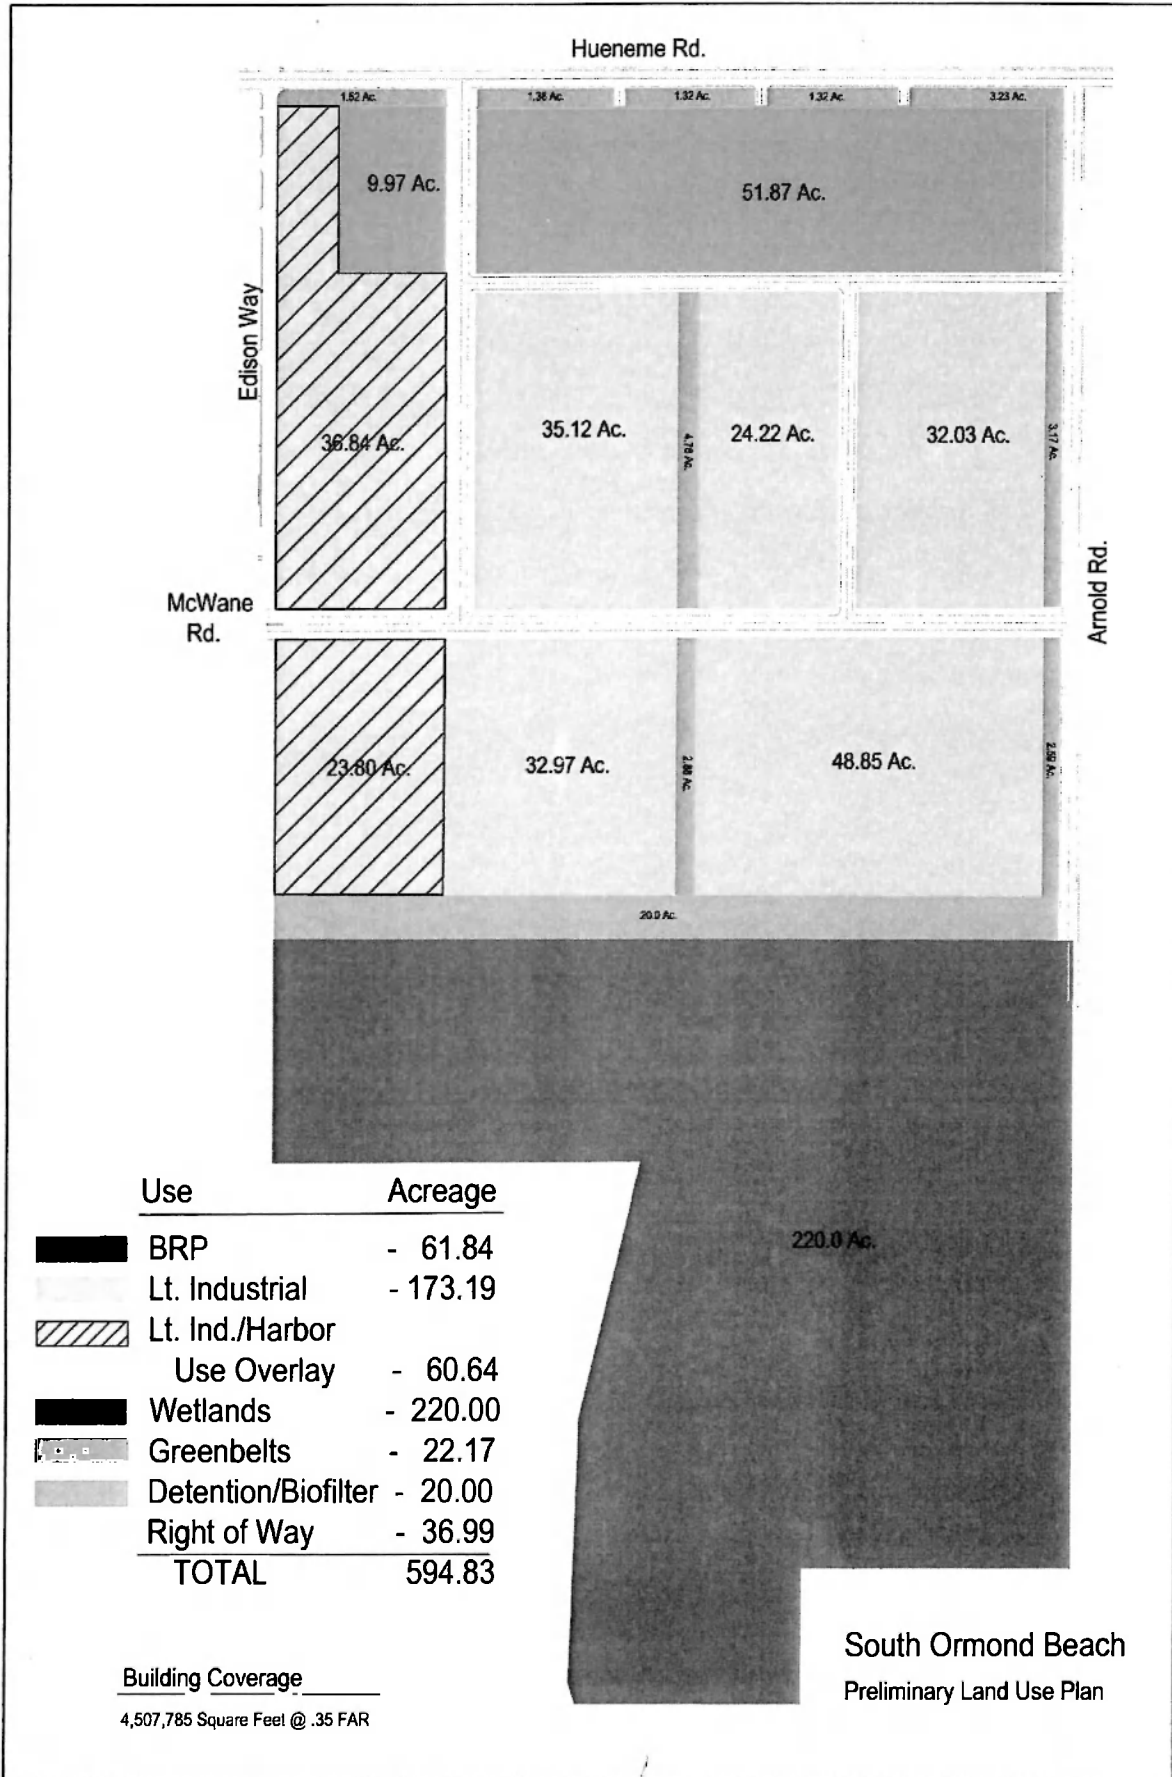 Hueneme Rd.
1.52 Ac.
1.38 Ac.
1.32 Ac.
1.32 Ac.
3.23 Ac.
9.97 Ac.
51.87 Ac.
Edison Way
36.84 Ac.
35.12 Ac.
4.78 Ac.
24.22 Ac.
32.03 Ac.
3.17 Ac.
Arnold Rd.
McWane
Rd.
23.80 Ac.
32.97 Ac.
2.88 Ac.
48.85 Ac.
20.0 Ac.
220.0 Ac.
Use Acreage
BRP - 61.84
Lt. Industrial - 173.19
Lt. Ind./Harbor
Use Overlay - 60.64
Wetlands - 220.00
Greenbelts - 22.17
Detention/Biofilter - 20.00
Right of Way - 36.99
TOTAL 594.83
Building Coverage
4,507,785 Square Feet @ .35 FAR
South Ormond Beach
Preliminary Land Use Plan